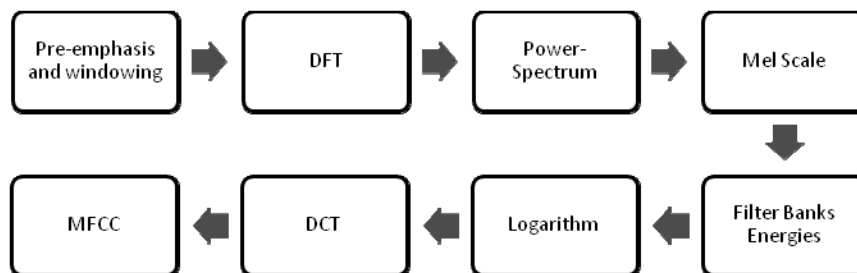 Pre-emphasis
and windowing
DFT
Power-
Spectrum
Mel Scale
Filter Banks
Energies
Logarithm
DCT
MFCC